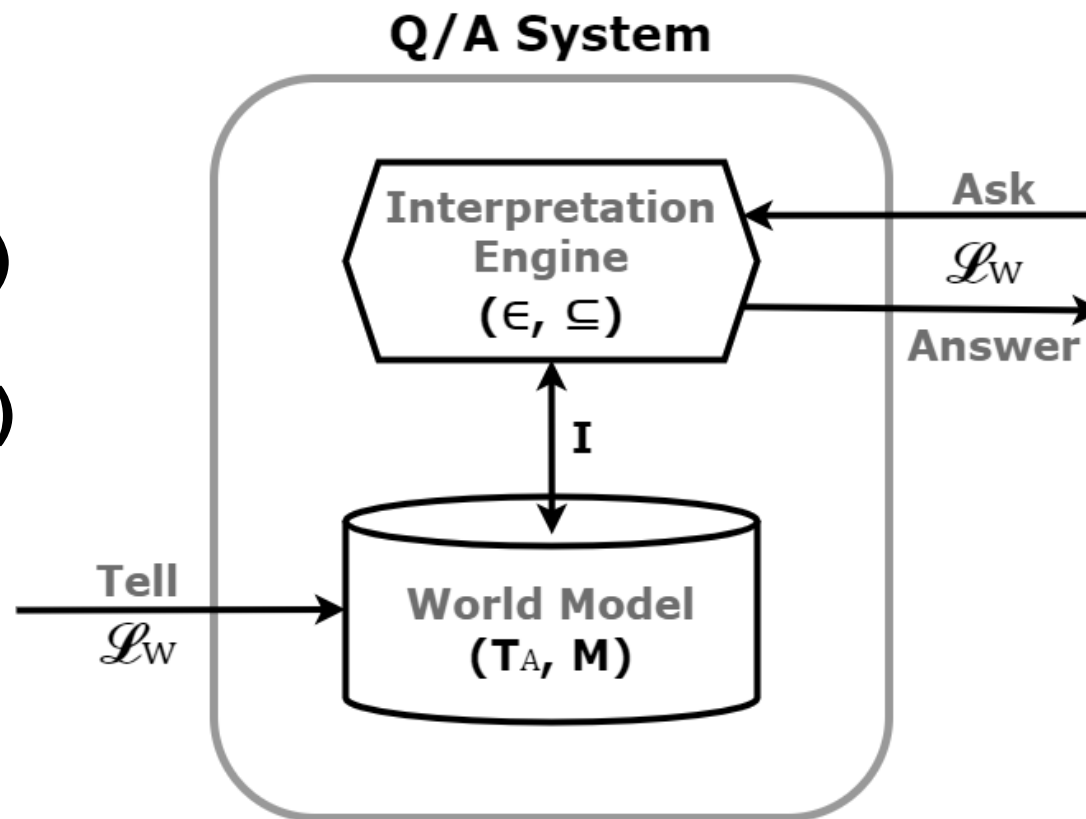 Q/A System
)
)
Interpretation
Engine
(∈, ⊆)
Ask
ℒW
Answer
I
Tell
ℒW
World Model
(TA, M)